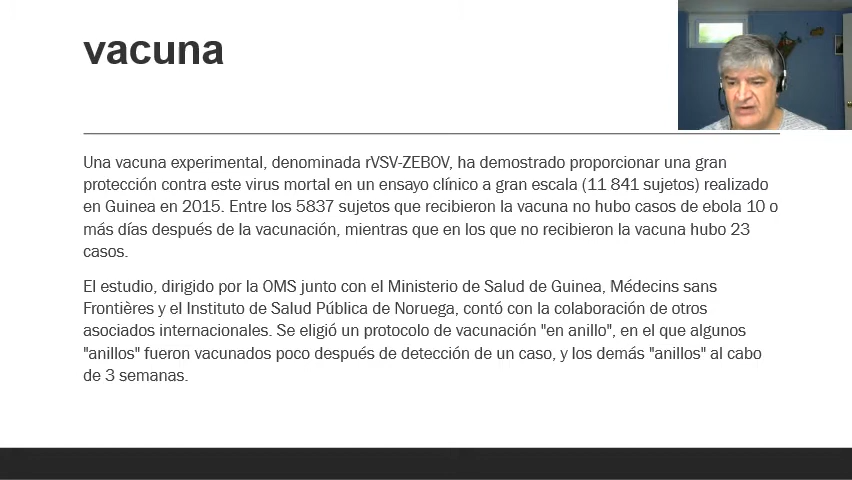 vacuna
Una vacuna experimental, denominada rVSV-ZEBOV, ha demostrado proporcionar una gran
protección contra este virus mortal en un ensayo clínico a gran escala (11 841 sujetos) realizado
en Guinea en 2015. Entre los 5837 sujetos que recibieron la vacuna no hubo casos de ebola 10 o
más días después de la vacunación, mientras que en los que no recibieron la vacuna hubo 23
casos.
El estudio, dirigido por la OMS junto con el Ministerio de Salud de Guinea, Médecins sans
Frontières y el Instituto de Salud Pública de Noruega, contó con la colaboración de otros
asociados internacionales. Se eligió un protocolo de vacunación "en anillo", en el que algunos
"anillos" fueron vacunados poco después de detección de un caso, y los demás "anillos" al cabo
de 3 semanas.